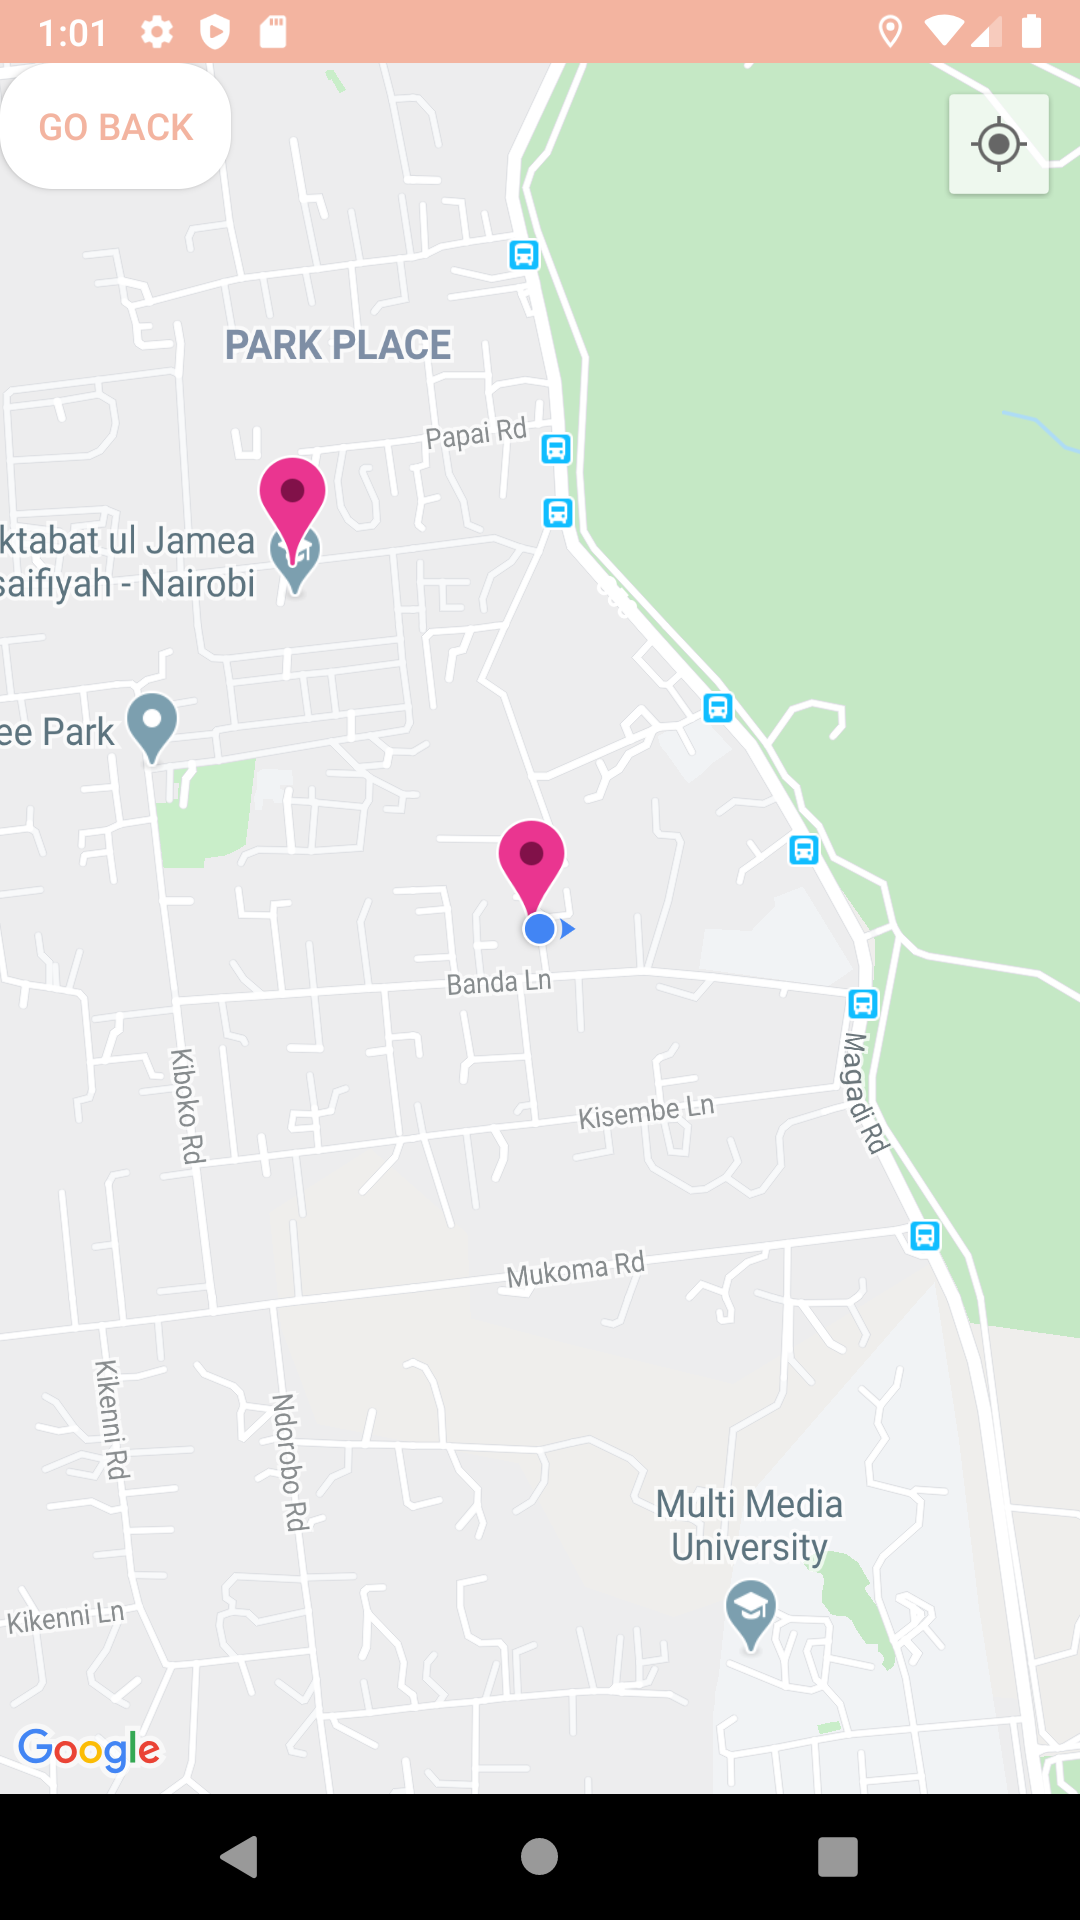 1:01
GO BACK
PARK PLACE
Papai Rd
ktabat ul Jamea
saifiyah - Nairobi
ee Park
Banda Ln
Kiboko Rd
Magadi Rd
Kisembe Ln
Mukoma Rd
Kikenni Rd
Ndorobo Rd
Multi Media
University
Kikenni Ln
Google